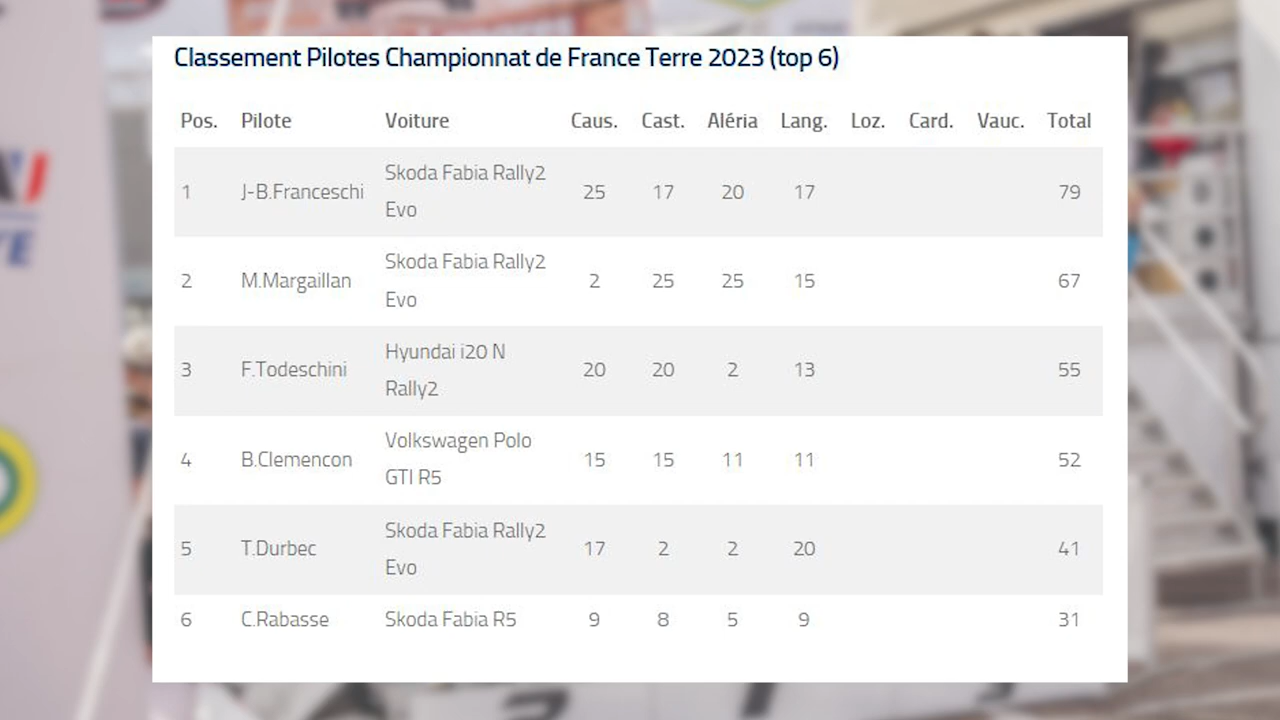 Classement Pilotes Championnat de France Terre 2023 (top 6)
Pos. Pilote Voiture Caus. Cast. Aléria Lang. Loz. Card. Vauc. Total
1 J-B.Franceschi Skoda Fabia Rally2 Evo 25 17 20 17 79
2 M.Margaillan Skoda Fabia Rally2 Evo 2 25 25 15 67
3 F.Todeschini Hyundai i20 N Rally2 20 20 2 13 55
4 B.Clemencon Volkswagen Polo GTI R5 15 15 11 11 52
5 T.Durbec Skoda Fabia Rally2 Evo 17 2 2 20 41
6 C.Rabasse Skoda Fabia R5 9 8 5 9 31